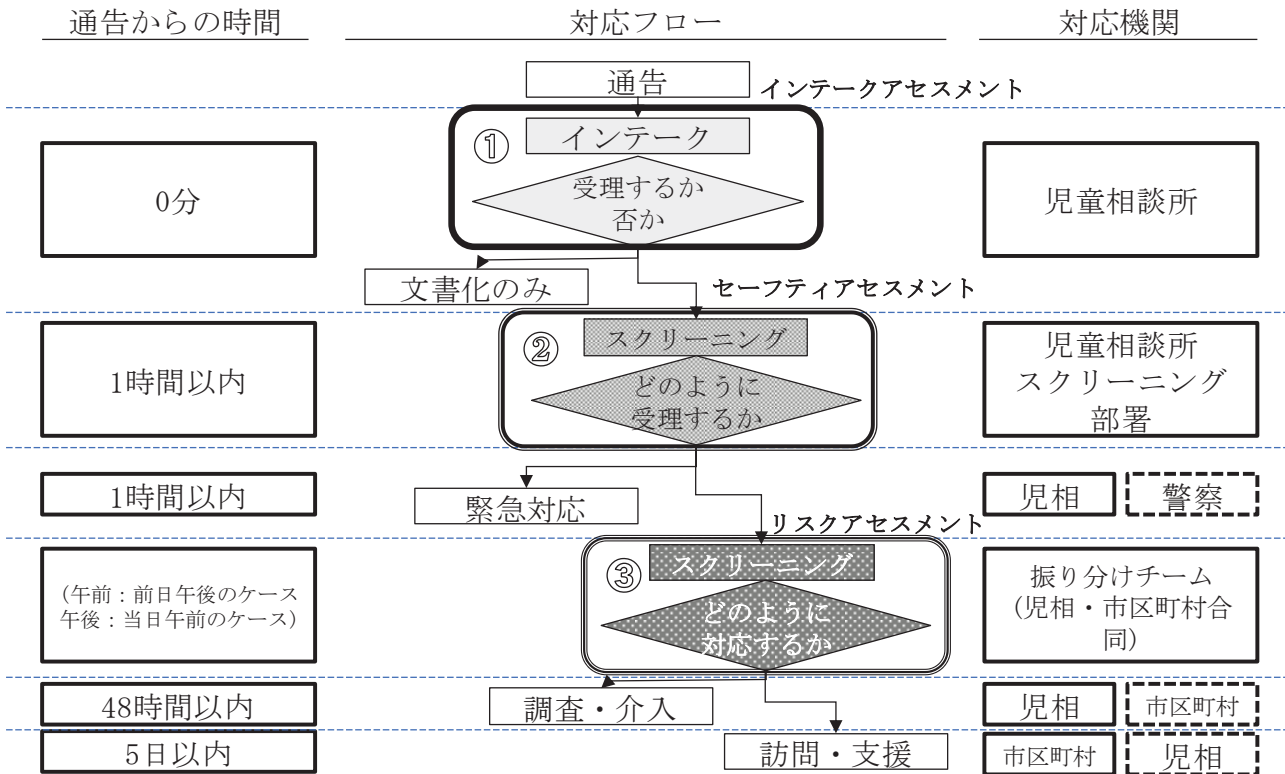 通告からの時間
対応フロー
対応機関
通告
インテークアセスメント
0分
①
インテーク
受理するか
否か
児童相談所
文書化のみ
セーフティアセスメント
1時間以内
②
スクリーニング
どのように
受理するか
児童相談所
スクリーニング
部署
1時間以内
緊急対応
児相
警察
リスクアセスメント
(午前：前日午後のケース
午後：当日午前のケース)
③
スクリーニング
どのように
対応するか
振り分けチーム
(児相・市区町村合
同)
48時間以内
調査・介入
児相
市区町村
5日以内
訪問・支援
市区町村
児相